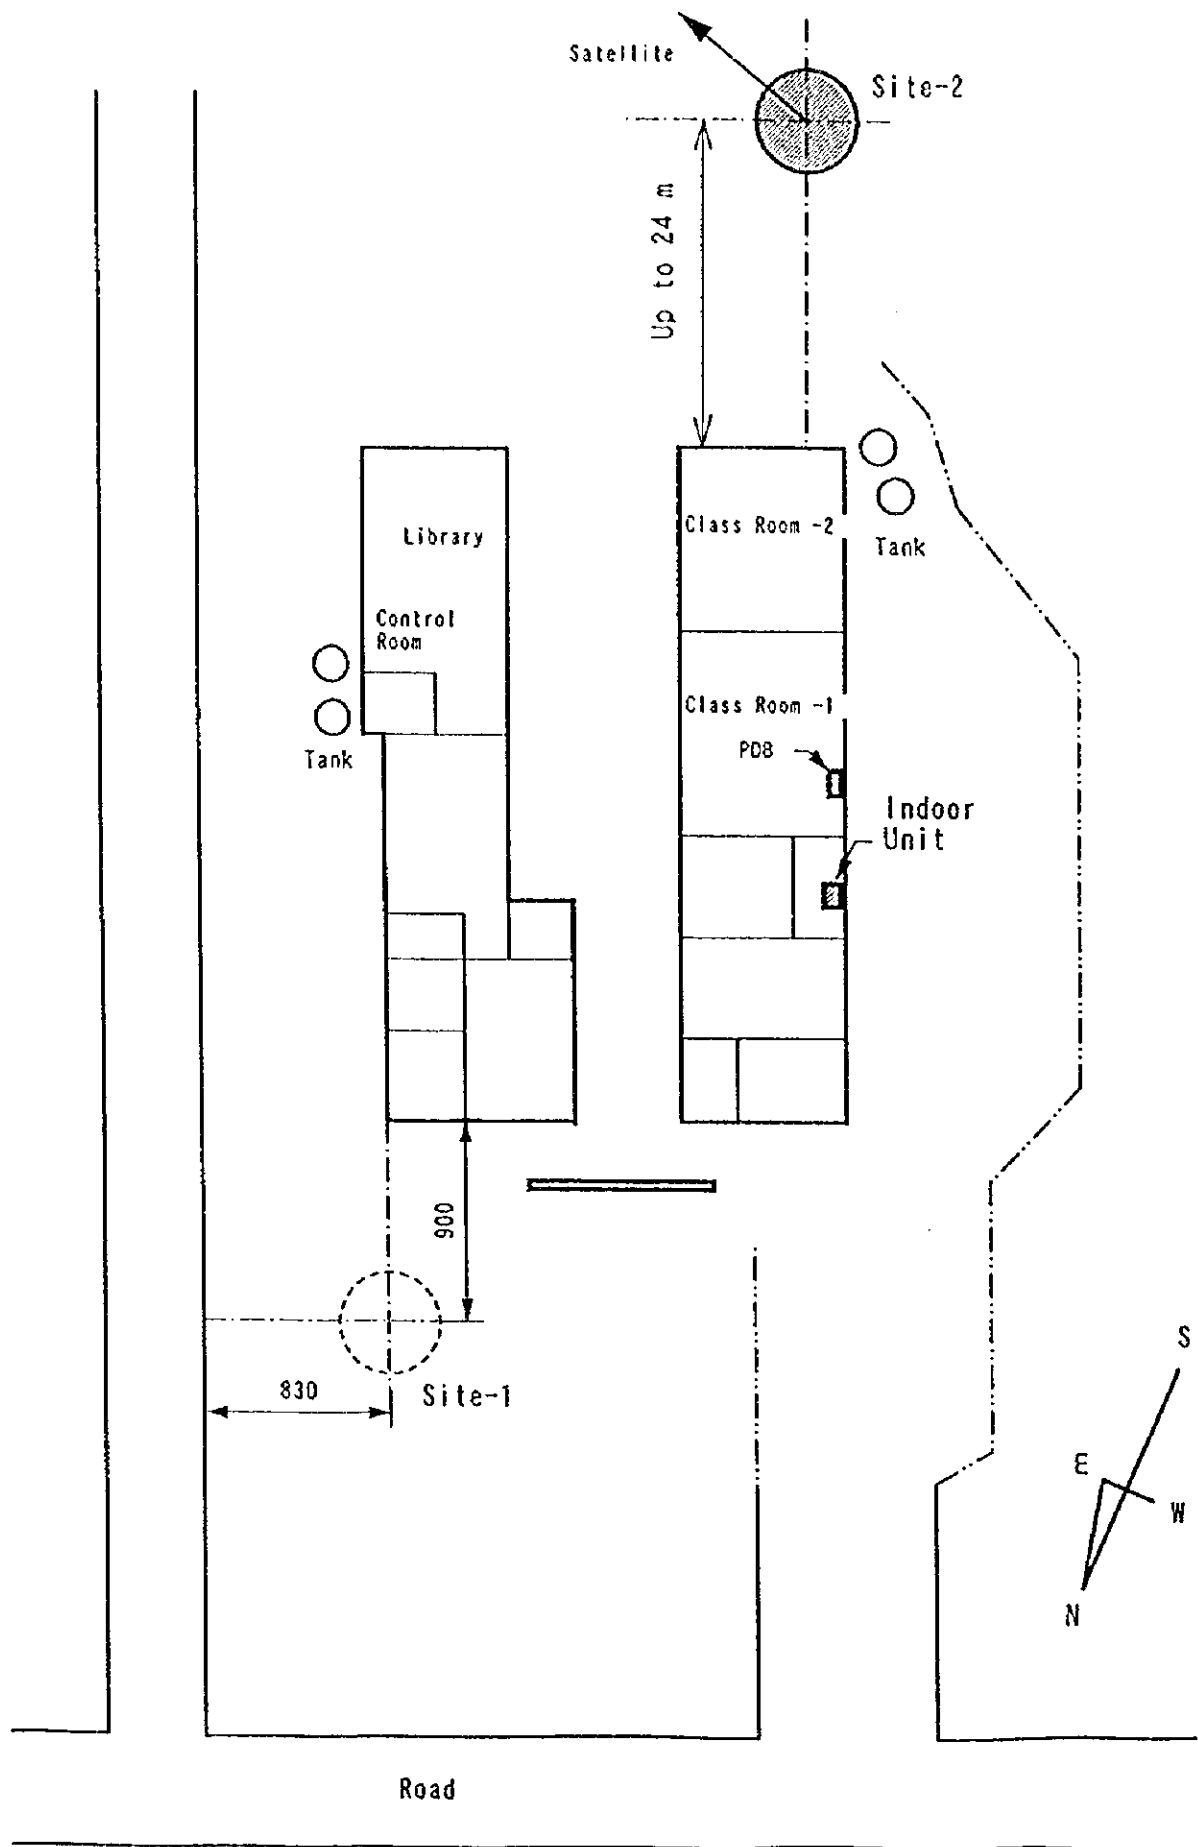 Satellite
Site-2
Up to 24 m
Library
Class Room -2
Tank
Control
Room
Class Room -1
Tank
PD8
Indoor
Unit
900
830
Site-1
S
E
W
N
Road